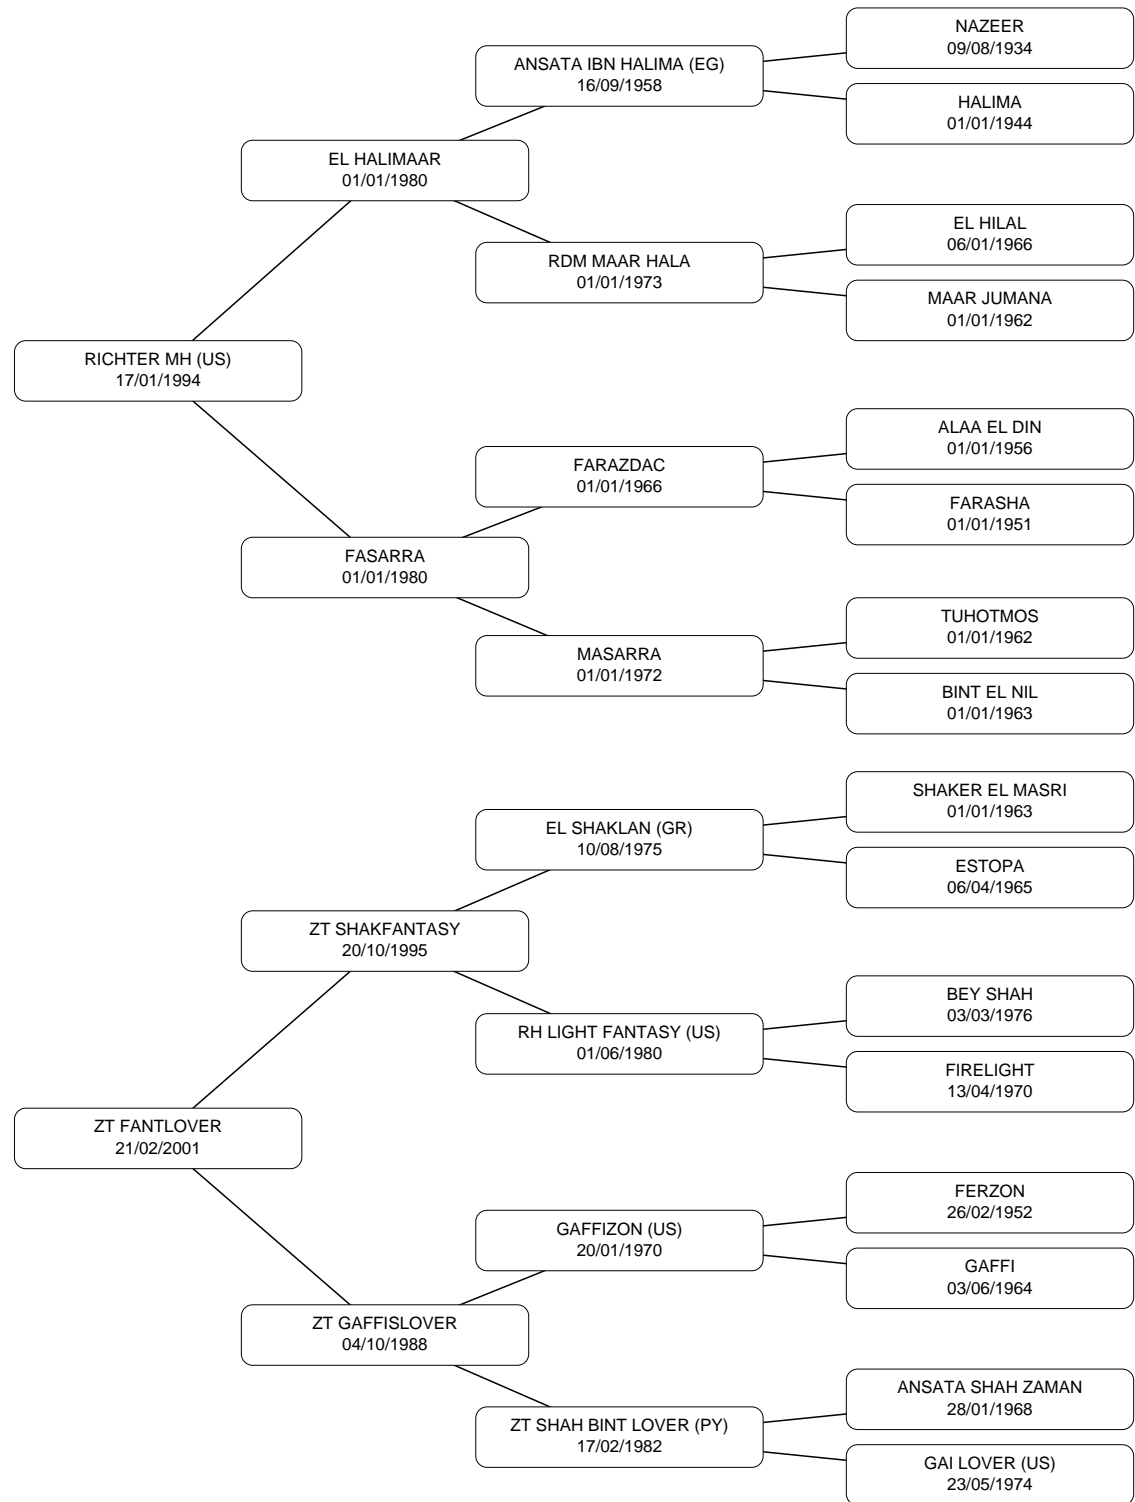 NAZEER
09/08/1934
ANSATA IBN HALIMA (EG)
16/09/1958
HALIMA
01/01/1944
EL HALIMAAR
01/01/1980
EL HILAL
06/01/1966
RDM MAAR HALA
01/01/1973
MAAR JUMANA
01/01/1962
RICHTER MH (US)
17/01/1994
ALAA EL DIN
01/01/1956
FARAZDAC
01/01/1966
FARASHA
01/01/1951
FASARRA
01/01/1980
TUHOTMOS
01/01/1962
MASARRA
01/01/1972
BINT EL NIL
01/01/1963
SHAKER EL MASRI
01/01/1963
EL SHAKLAN (GR)
10/08/1975
ESTOPA
06/04/1965
ZT SHAKFANTASY
20/10/1995
BEY SHAH
03/03/1976
RH LIGHT FANTASY (US)
01/06/1980
FIRELIGHT
13/04/1970
ZT FANTLOVER
21/02/2001
FERZON
26/02/1952
GAFFIZON (US)
20/01/1970
GAFFI
03/06/1964
ZT GAFFISLOVER
04/10/1988
ANSATA SHAH ZAMAN
28/01/1968
ZT SHAH BINT LOVER (PY)
17/02/1982
GAI LOVER (US)
23/05/1974